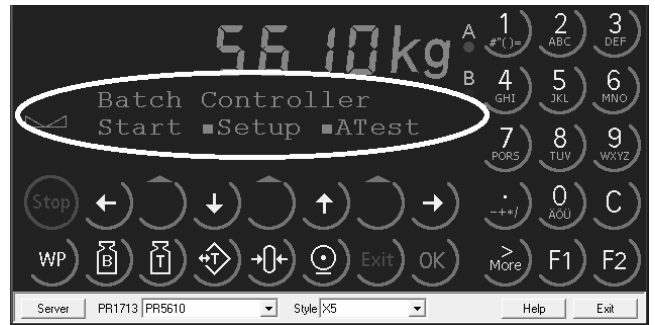 5610kg
A
B
Batch Controller
Start ■Setup ■ATest
1 2 3
#"()= ABC DEF
4 5 6
GHI JKL MNO
7 8 9
PQRS TUV WXYZ
. 0 C
-+*/ ÄÖÜ
Stop
WP B T T 0 Exit OK
>
More F1 F2
Server PR1713 PR5610 Style X5 Help Exit